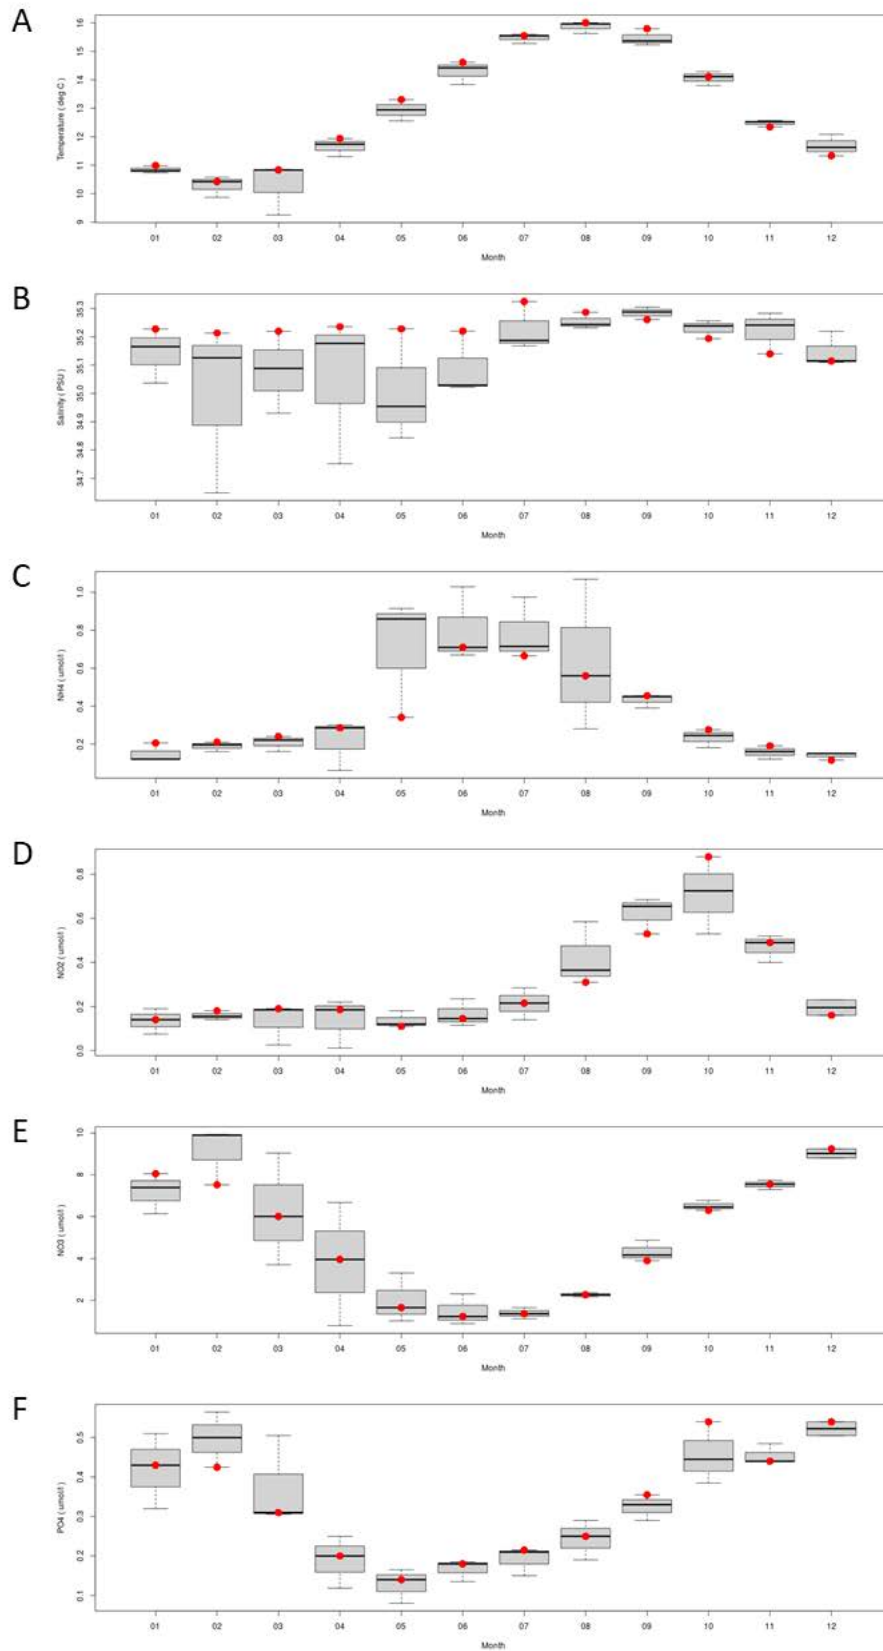 A
Temperature ( deg C )
16
15
14
13
12
11
10
9
01 02 03 04 05 06 07 08 09 10 11 12
Month
B
Salinity ( PSU )
35.3
35.2
35.1
35.0
34.9
34.8
34.7
01 02 03 04 05 06 07 08 09 10 11 12
Month
C
NH4 ( umol/l )
1.0
0.8
0.6
0.4
0.2
01 02 03 04 05 06 07 08 09 10 11 12
Month
D
NO2 ( umol/l )
0.8
0.6
0.4
0.2
0.0
01 02 03 04 05 06 07 08 09 10 11 12
Month
E
NO3 ( umol/l )
10
8
6
4
2
01 02 03 04 05 06 07 08 09 10 11 12
Month
F
PO4 ( umol/l )
0.5
0.4
0.3
0.2
0.1
01 02 03 04 05 06 07 08 09 10 11 12
Month